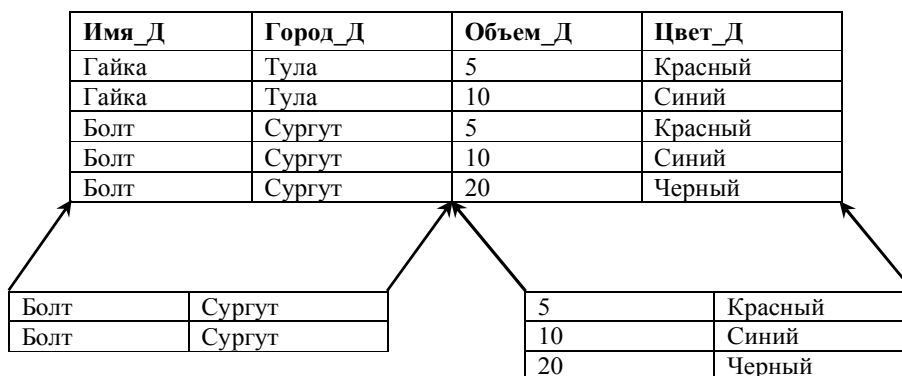 Имя_Д Город_Д Объем_Д Цвет_Д
Гайка Тула 5 Красный
Гайка Тула 10 Синий
Болт Сургут 5 Красный
Болт Сургут 10 Синий
Болт Сургут 20 Черный
Болт Сургут
Болт Сургут
5 Красный
10 Синий
20 Черный